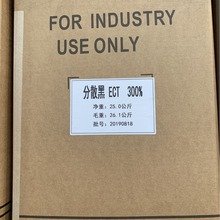 FOR INDUSTRY
USE ONLY
分散黑 ECT 300%
净重：25.0公斤
毛重：26.1公斤
批号：20190818